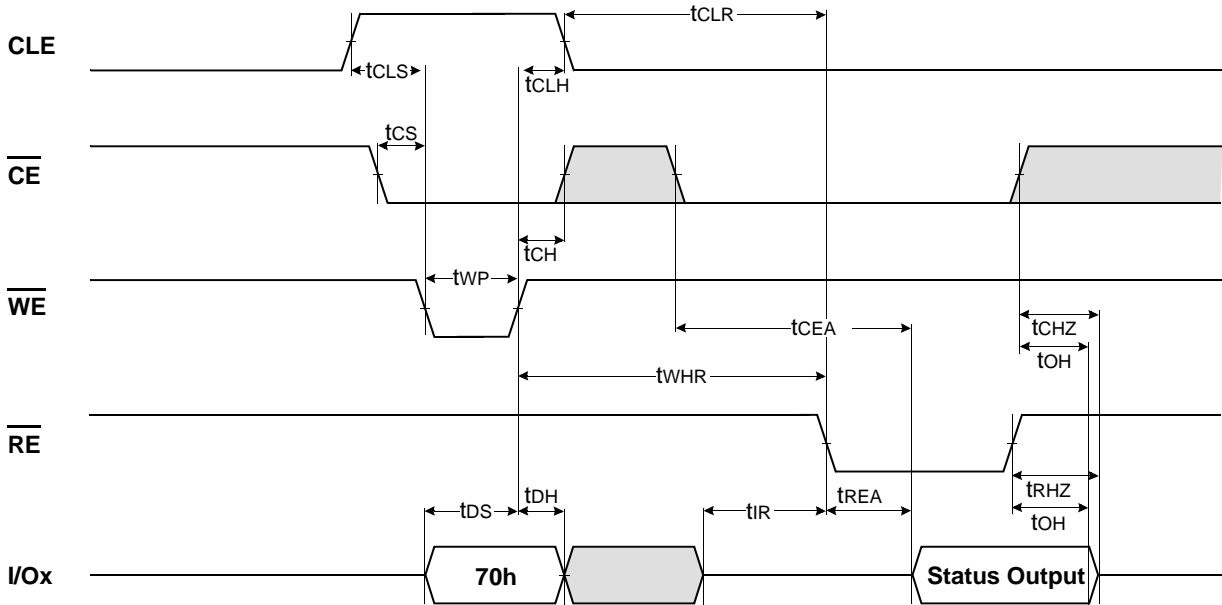 tCLR
CLE
tCLS
tCLH
tCS
CE
tCH
tWP
WE
tCEA
tCHZ
tOH
tWHR
RE
tDH
tRHZ
tDS
tIR
tREA
tOH
I/Ox
70h
Status Output